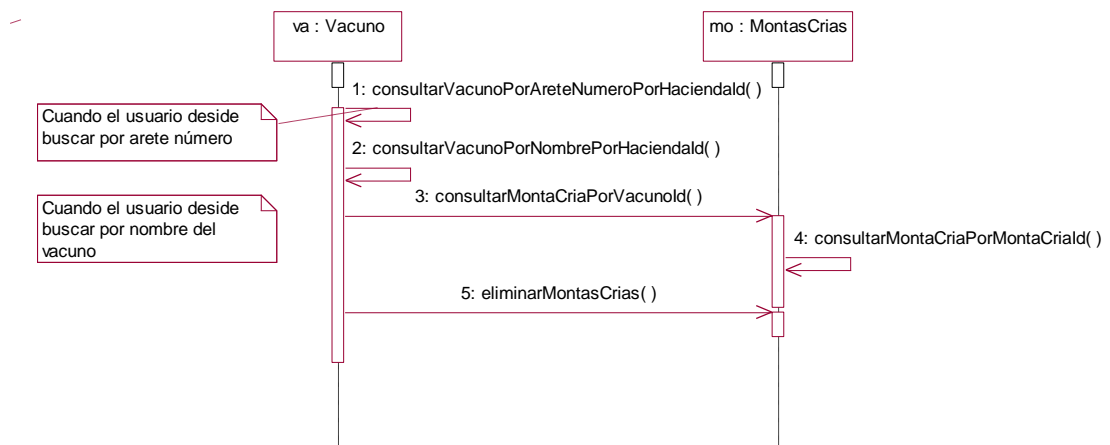 va : Vacuno
mo : MontasCrias
1: consultarVacunoPorAreteNumeroPorHaciendaId( )
Cuando el usuario deside
buscar por arete número
2: consultarVacunoPorNombrePorHaciendaId( )
3: consultarMontaCriaPorVacunoId( )
Cuando el usuario deside
buscar por nombre del
vacuno
4: consultarMontaCriaPorMontaCriaId( )
5: eliminarMontasCrias( )